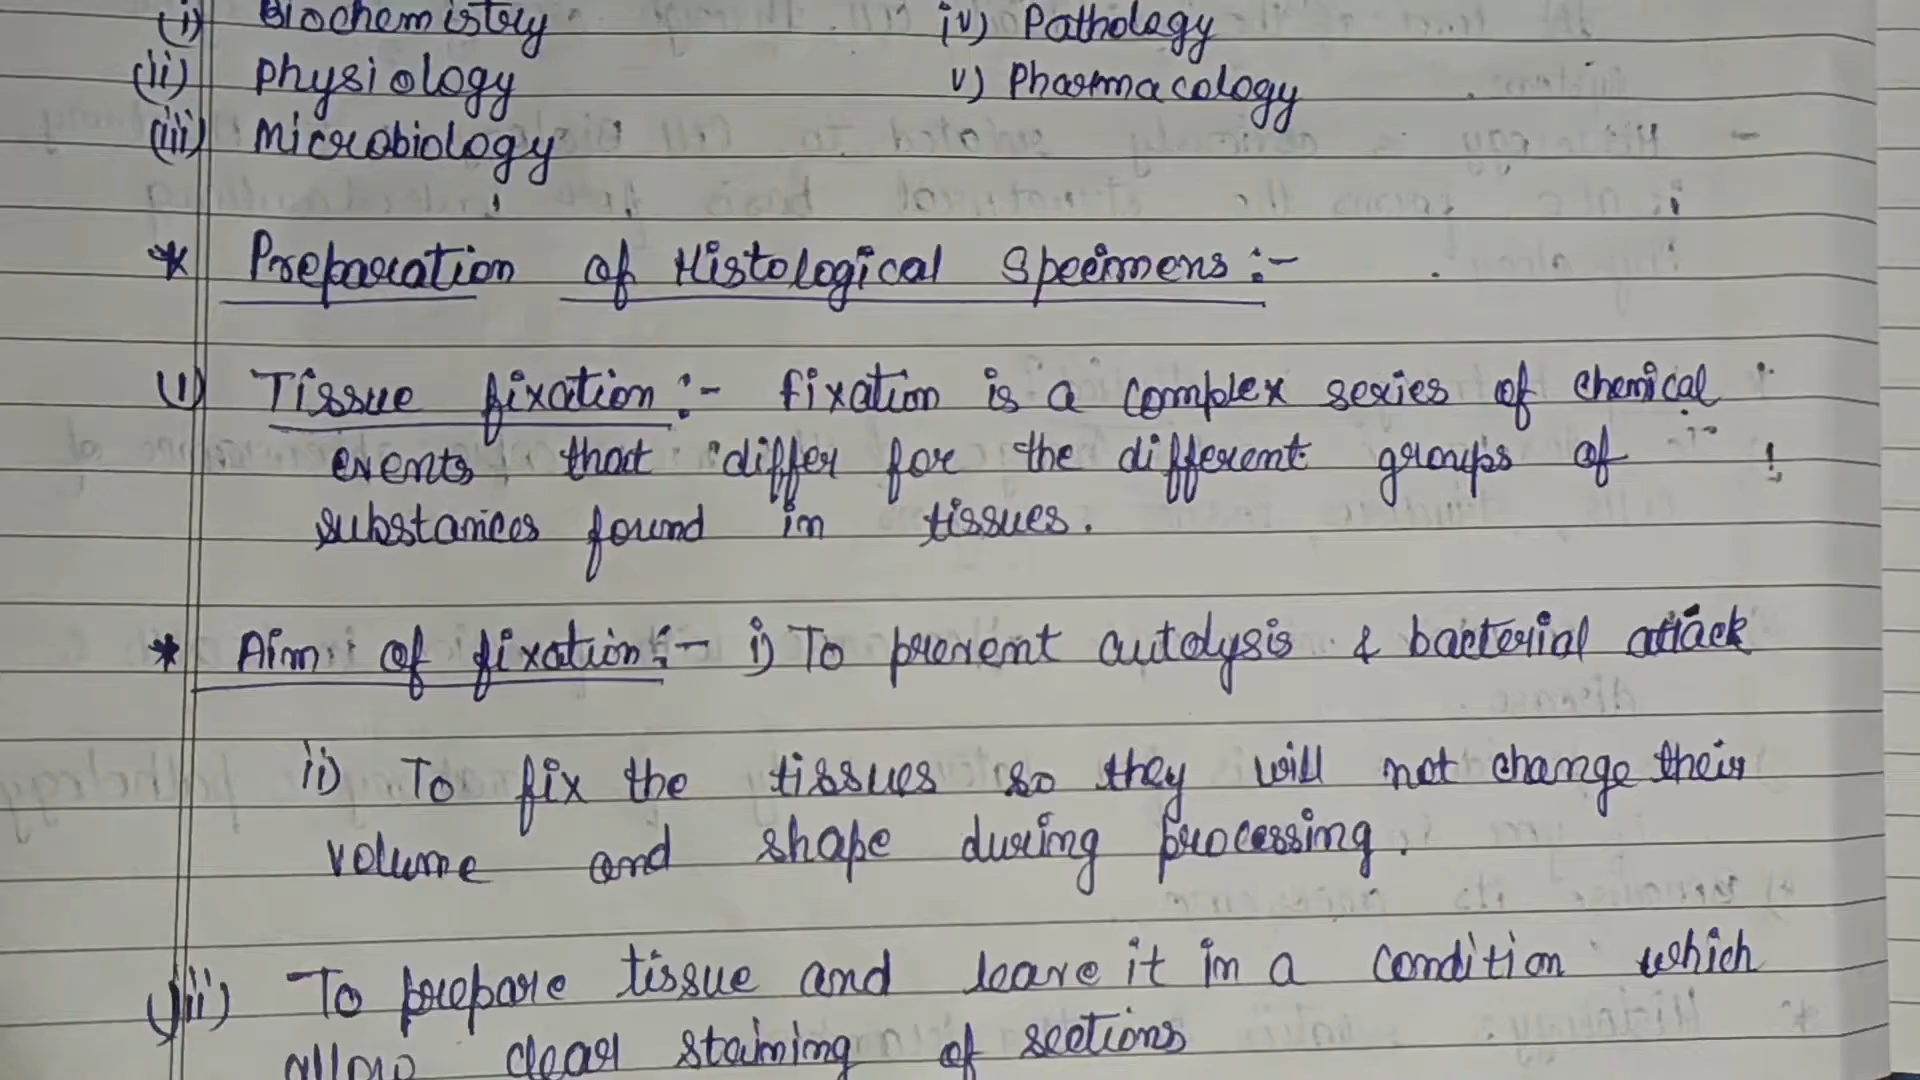 (i) Biochemistry iv) Pathology
(ii) Physiology v) Pharmacology
(iii) Microbiology
* Preparation of Histological Specimens :-
(1) Tissue fixation :- fixation is a complex series of chemical
events that differ for the different groups of
substances found in tissues.
* Aim of fixation :- i) To prevent autolysis & bacterial attack
ii) To fix the tissues so they will not change their
volume and shape during processing.
iii) To prepare tissue and leave it in a condition which
allow clear staining of sections